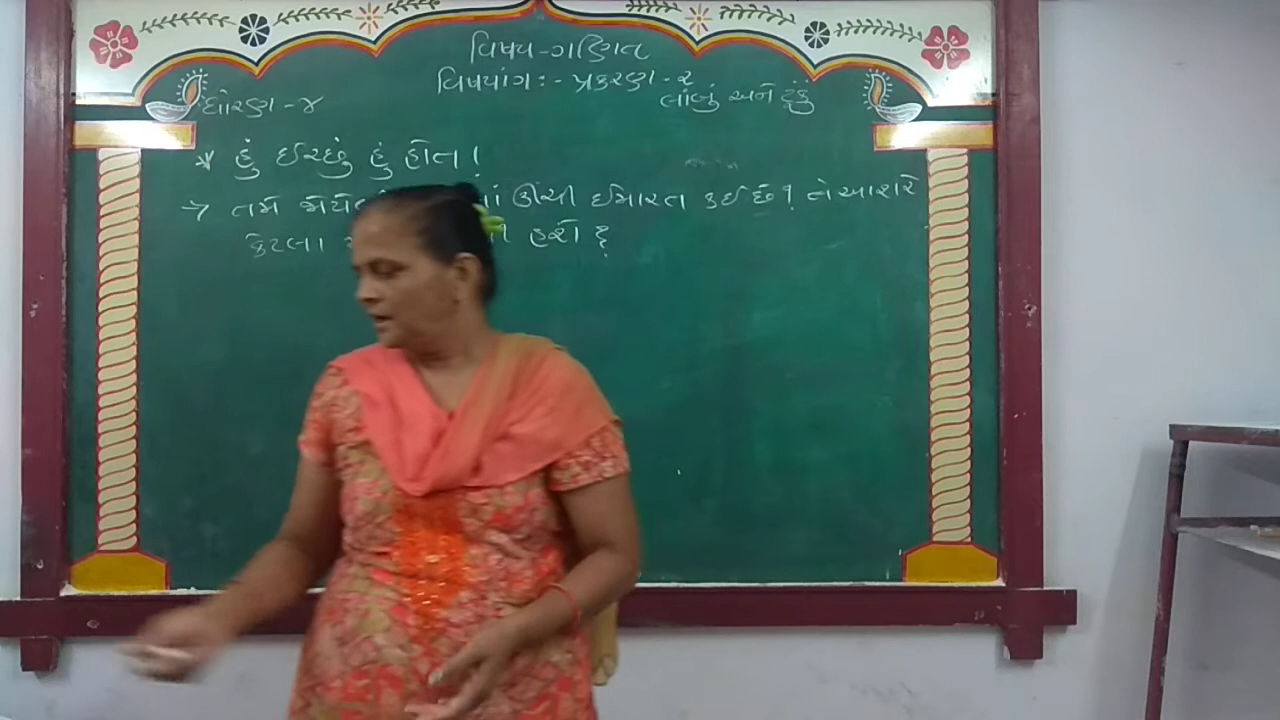 વિષય-ગણિત
વિષયાંગ:- પ્રકરણ-૨
ધોરણ-૪
લાંબું અને ટૂંકું
* હું ઈચ્છું હું હોત!
→ તમે જોયેલ માં ઊંચી ઈમારત કઈ છે? તે આશરે
કેટલા હશે?